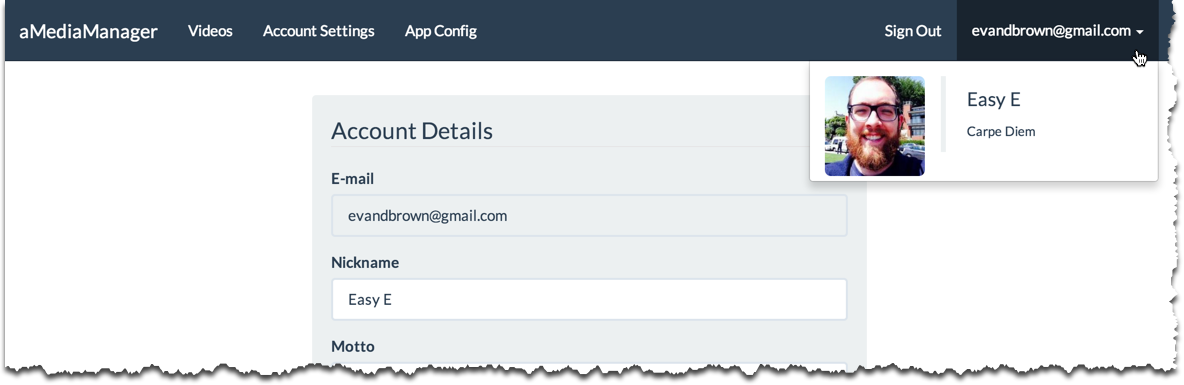 aMediaManager Videos Account Settings App Config Sign Out evandbrown@gmail.com
Easy E
Carpe Diem
Account Details
E-mail
evandbrown@gmail.com
Nickname
Easy E
Motto